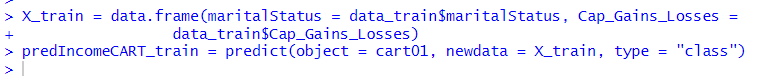 >
> X_train = data.frame(maritalStatus = data_train$maritalStatus, Cap_Gains_Losses =
+ data_train$Cap_Gains_Losses)
> predIncomeCART_train = predict(object = cart01, newdata = X_train, type = "class")
>